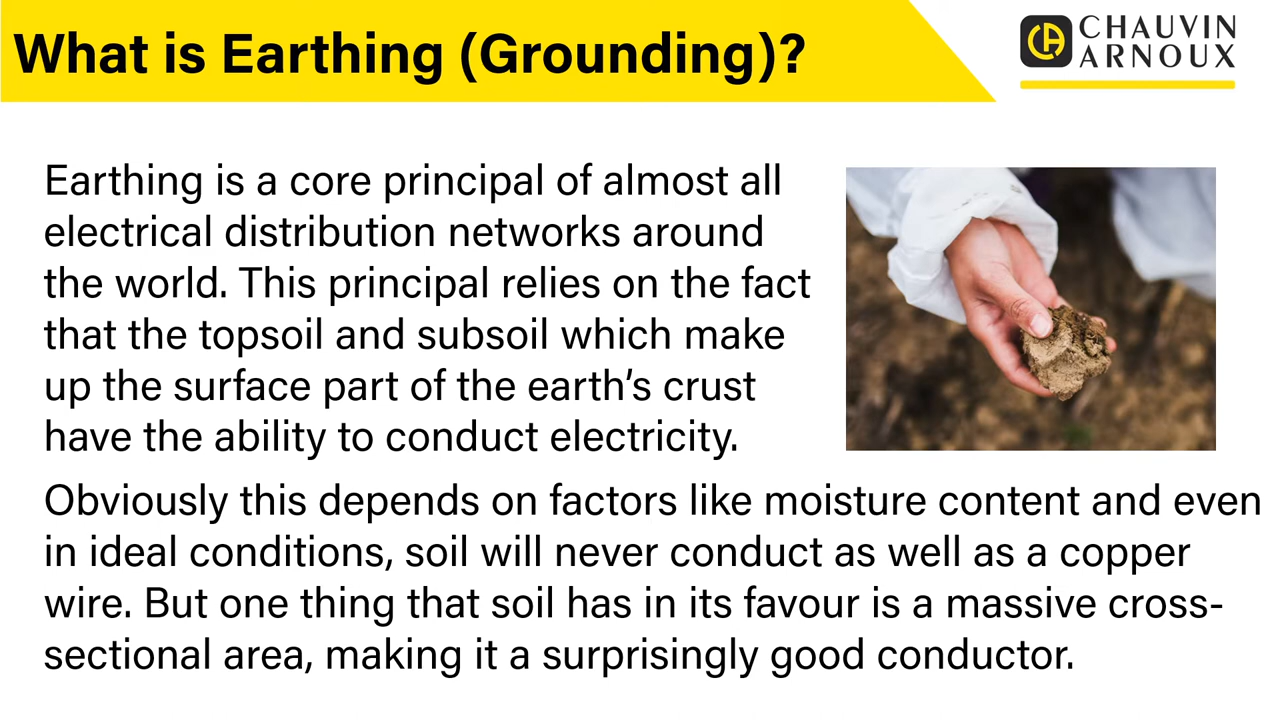 What is Earthing (Grounding)?
CHAUVIN
ARNOUX
Earthing is a core principal of almost all
electrical distribution networks around
the world. This principal relies on the fact
that the topsoil and subsoil which make
up the surface part of the earth’s crust
have the ability to conduct electricity.
Obviously this depends on factors like moisture content and even
in ideal conditions, soil will never conduct as well as a copper
wire. But one thing that soil has in its favour is a massive cross-
sectional area, making it a surprisingly good conductor.